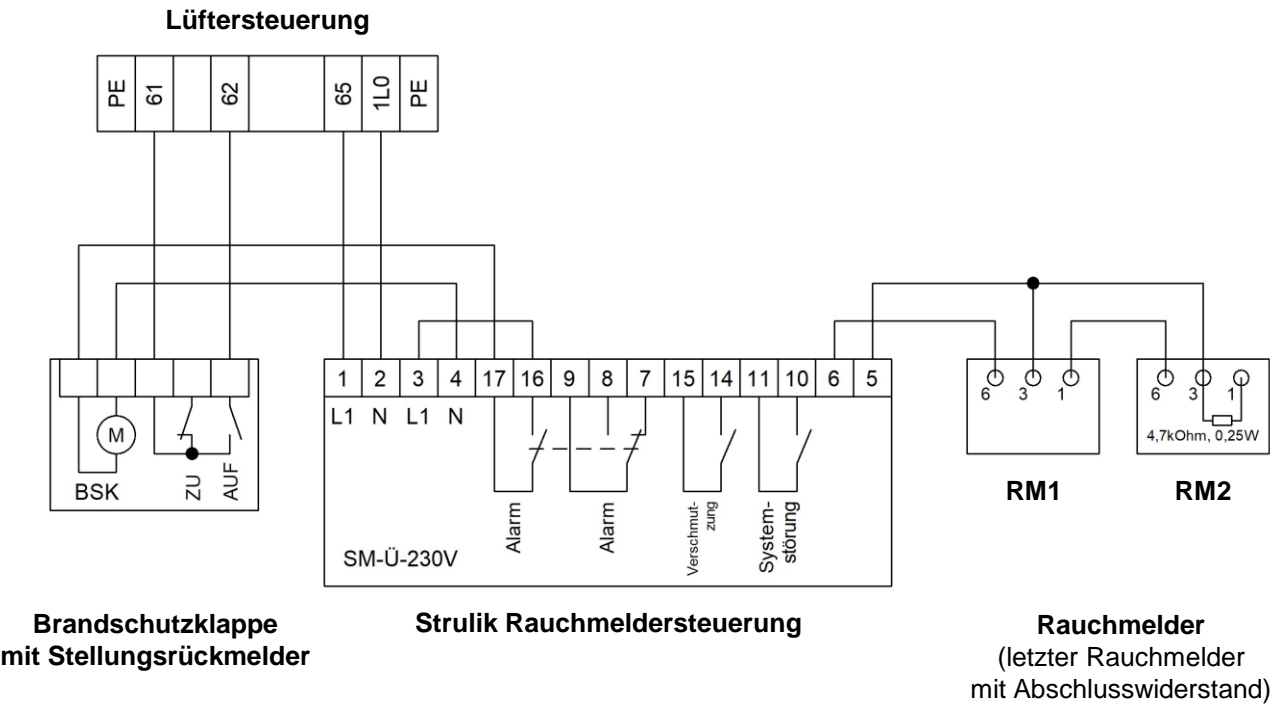 Lüftersteuerung
PE 61 62 65 1L0 PE
1 2 3 4 17 16 9 8 7 15 14 11 10 6 5
L1 N L1 N
M
BSK ZU AUF
Alarm
Alarm
Verschmut-
zung
System-
störung
SM-Ü-230V
6 3 1
6 3 1
4,7kOhm, 0,25W
RM1 RM2
Brandschutzklappe
mit Stellungsrückmelder
Strulik Rauchmeldersteuerung
Rauchmelder
(letzter Rauchmelder
mit Abschlusswiderstand)